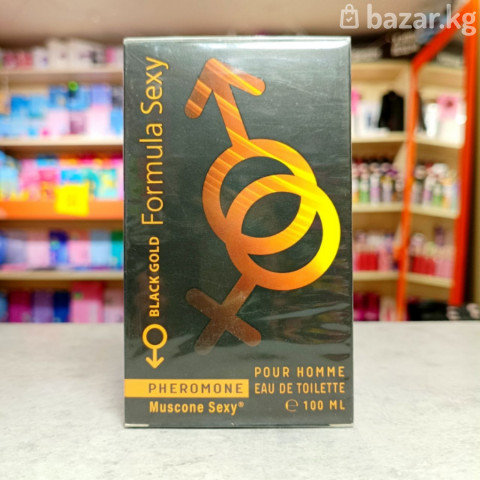 bazar.kg
BLACK GOLD Formula Sexy
POUR HOMME
PHEROMONE EAU DE TOILETTE
Muscone Sexy® ℮ 100 ML